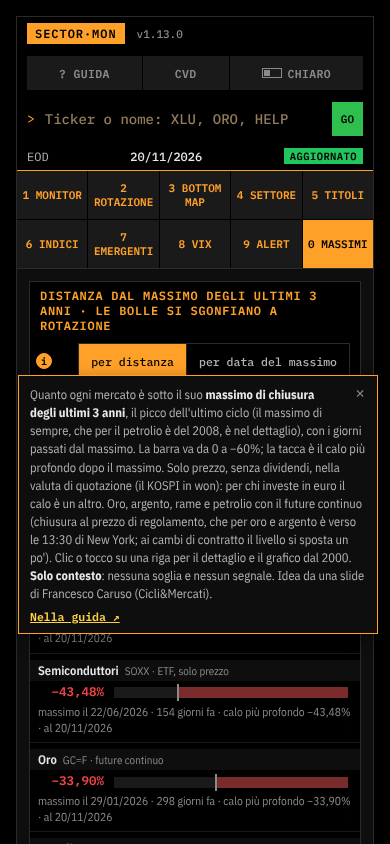 SECTOR·MON v1.13.0
? GUIDA CVD CHIARO
> Ticker o nome: XLU, ORO, HELP GO
EOD 20/11/2026 AGGIORNATO
1 MONITOR 2 ROTAZIONE 3 BOTTOM MAP 4 SETTORE 5 TITOLI
6 INDICI 7 EMERGENTI 8 VIX 9 ALERT 0 MASSIMI
DISTANZA DAL MASSIMO DEGLI ULTIMI 3
ANNI · LE BOLLE SI SGONFIANO A
ROTAZIONE
i per distanza per data del massimo
Quanto ogni mercato è sotto il suo massimo di chiusura ×
degli ultimi 3 anni, il picco dell'ultimo ciclo (il massimo di
sempre, che per il petrolio è del 2008, è nel dettaglio), con i giorni
passati dal massimo. La barra va da 0 a −60%; la tacca è il calo più
profondo dopo il massimo. Solo prezzo, senza dividendi, nella
valuta di quotazione (il KOSPI in won): per chi investe in euro il
calo è un altro. Oro, argento, rame e petrolio con il future continuo
(chiusura al prezzo di regolamento, che per oro e argento è verso
le 13:30 di New York; ai cambi di contratto il livello si sposta un
po'). Clic o tocco su una riga per il dettaglio e il grafico dal 2000.
Solo contesto: nessuna soglia e nessun segnale. Idea da una slide
di Francesco Caruso (Cicli&Mercati).
Nella guida ↗
· al 20/11/2026
Semiconduttori SOXX · ETF, solo prezzo
−43,48%
massimo il 22/06/2026 · 154 giorni fa · calo più profondo −43,48%
· al 20/11/2026
Oro GC=F · future continuo
−33,90%
massimo il 29/01/2026 · 298 giorni fa · calo più profondo −33,90%
· al 20/11/2026